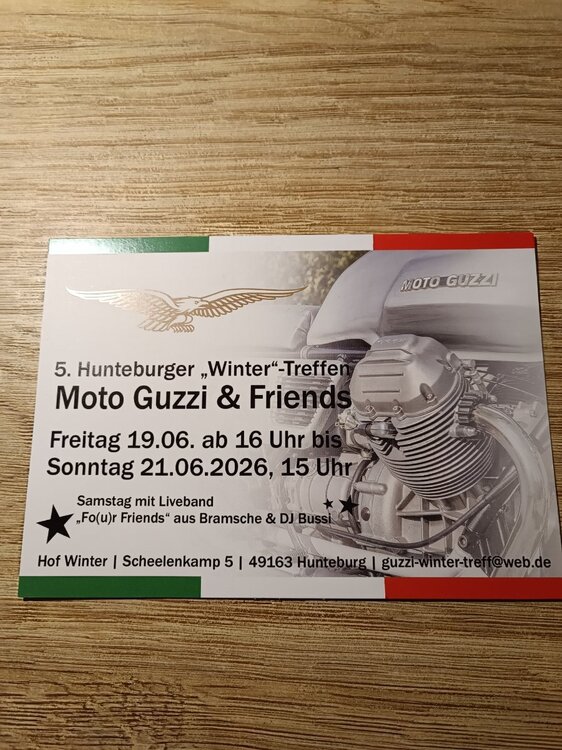 MOTO GUZZI
5. Hunteburger „Winter“-Treffen
Moto Guzzi & Friends
Freitag 19.06. ab 16 Uhr bis
Sonntag 21.06.2026, 15 Uhr
Samstag mit Liveband
„Fo(u)r Friends“ aus Bramsche & DJ Bussi
Hof Winter | Scheelenkamp 5 | 49163 Hunteburg | guzzi-winter-treff@web.de